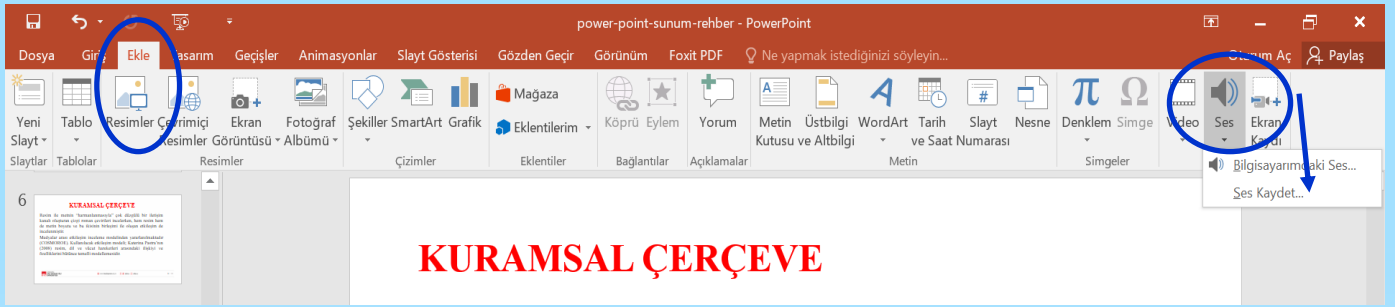 power-point-sunum-rehber - PowerPoint
Dosya Giriş Ekle Tasarım Geçişler Animasyonlar Slayt Gösterisi Gözden Geçir Görünüm Foxit PDF Ne yapmak istediğinizi söyleyin... Oturum Aç Paylaş
Mağaza
Yeni Tablo Resimler Çevrimiçi Ekran Fotoğraf Şekiller SmartArt Grafik Eklentilerim Köprü Eylem Yorum Metin Üstbilgi WordArt Tarih Slayt Nesne Denklem Simge Video Ses Ekran
Slayt Resimler Görüntüsü Albümü Kutusu ve Altbilgi ve Saat Numarası Kaydı
Slaytlar Tablolar Resimler Çizimler Eklentiler Bağlantılar Açıklamalar Metin Simgeler
Bilgisayarımdaki Ses...
Ses Kaydet...
6
KURAMSAL ÇERÇEVE
KURAMSAL ÇERÇEVE